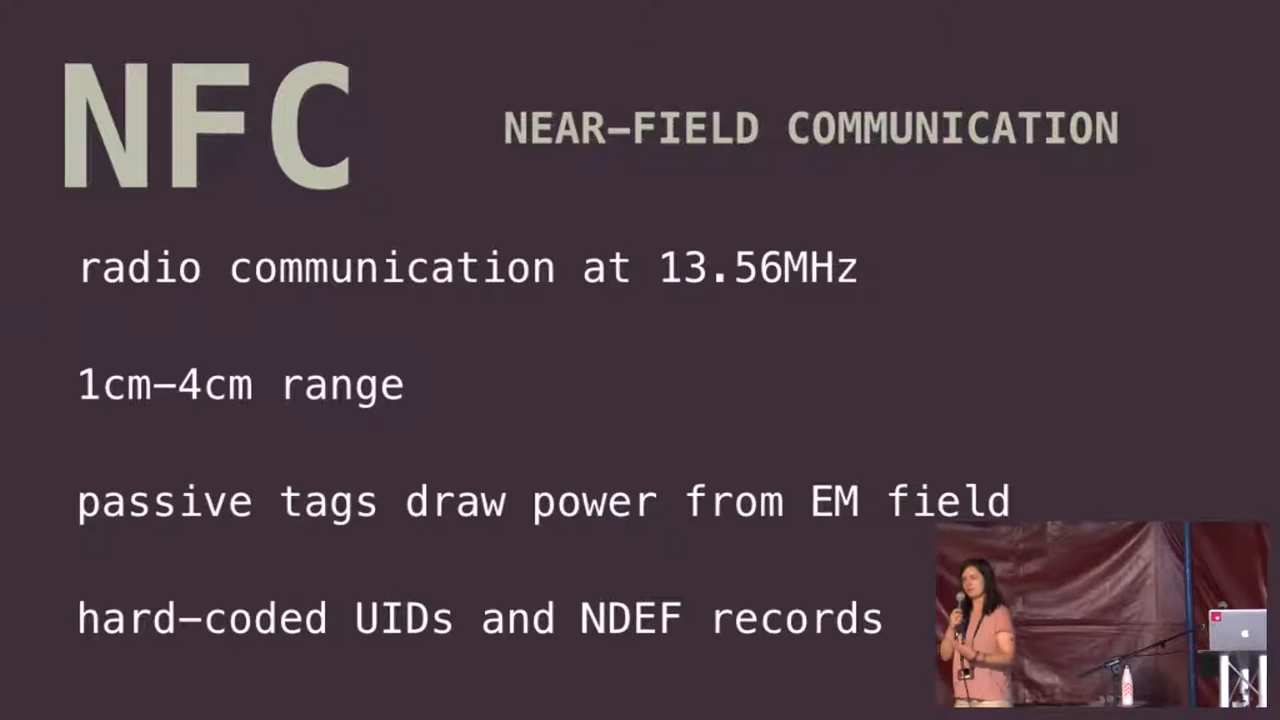 NFC
NEAR-FIELD COMMUNICATION
radio communication at 13.56MHz
1cm-4cm range
passive tags draw power from EM field
hard-coded UIDs and NDEF records